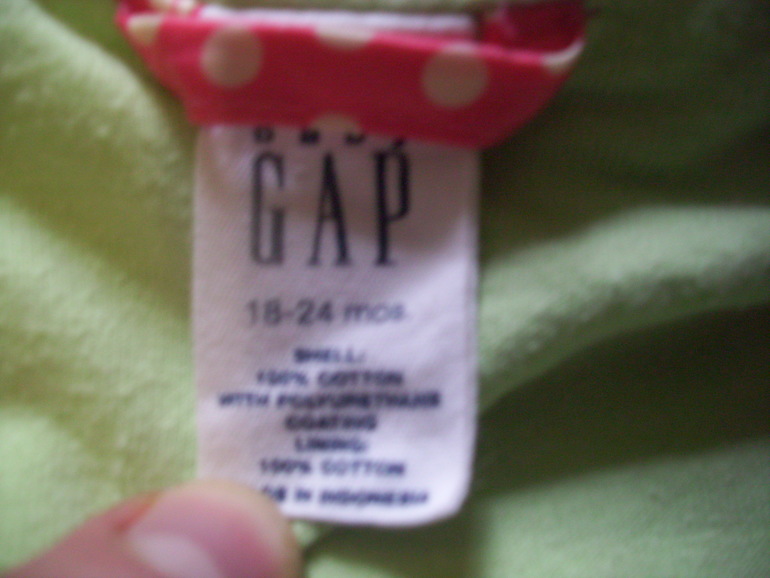 GAP
18-24 mos.
SHELL:
100% COTTON
WITH POLYURETHANE
COATING
LINING:
100% COTTON
IN INDONESIA